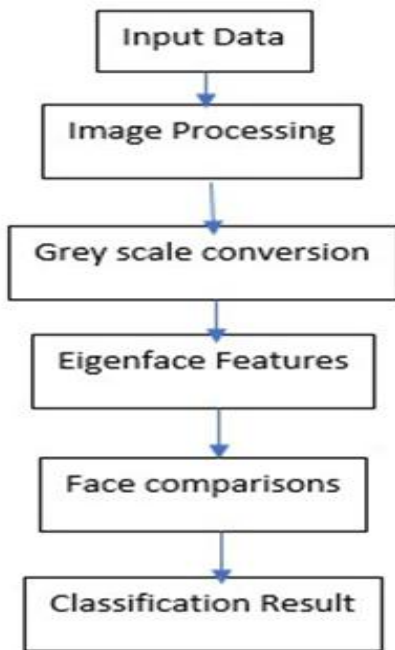 Input Data
Image Processing
Grey scale conversion
Eigenface Features
Face comparisons
Classification Result